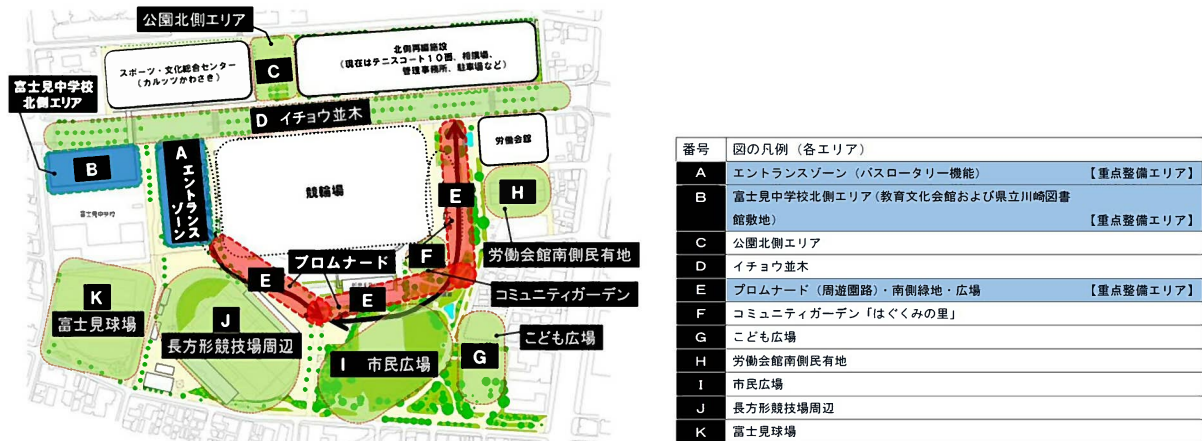 公園北側エリア
スポーツ・文化総合センター
（カルッツかわさき）
C
北側再編施設
（現在はテニスコート１０面、相撲場、
管理事務所、駐車場など）
富士見中学校
北側エリア
D イチョウ並木
B
A エントランスゾーン
競輪場
労働会館
E
H
富士見中学校
労働会館南側民有地
プロムナード
F
E
コミュニティガーデン
E
K
富士見球場
J
長方形競技場周辺
こども広場
I 市民広場
G
番号 図の凡例（各エリア）
A エントランスゾーン（バスロータリー機能） 【重点整備エリア】
B 富士見中学校北側エリア（教育文化会館および県立川崎図書
館敷地） 【重点整備エリア】
C 公園北側エリア
D イチョウ並木
E プロムナード（周遊園路）・南側緑地・広場 【重点整備エリア】
F コミュニティガーデン「はぐくみの里」
G こども広場
H 労働会館南側民有地
I 市民広場
J 長方形競技場周辺
K 富士見球場